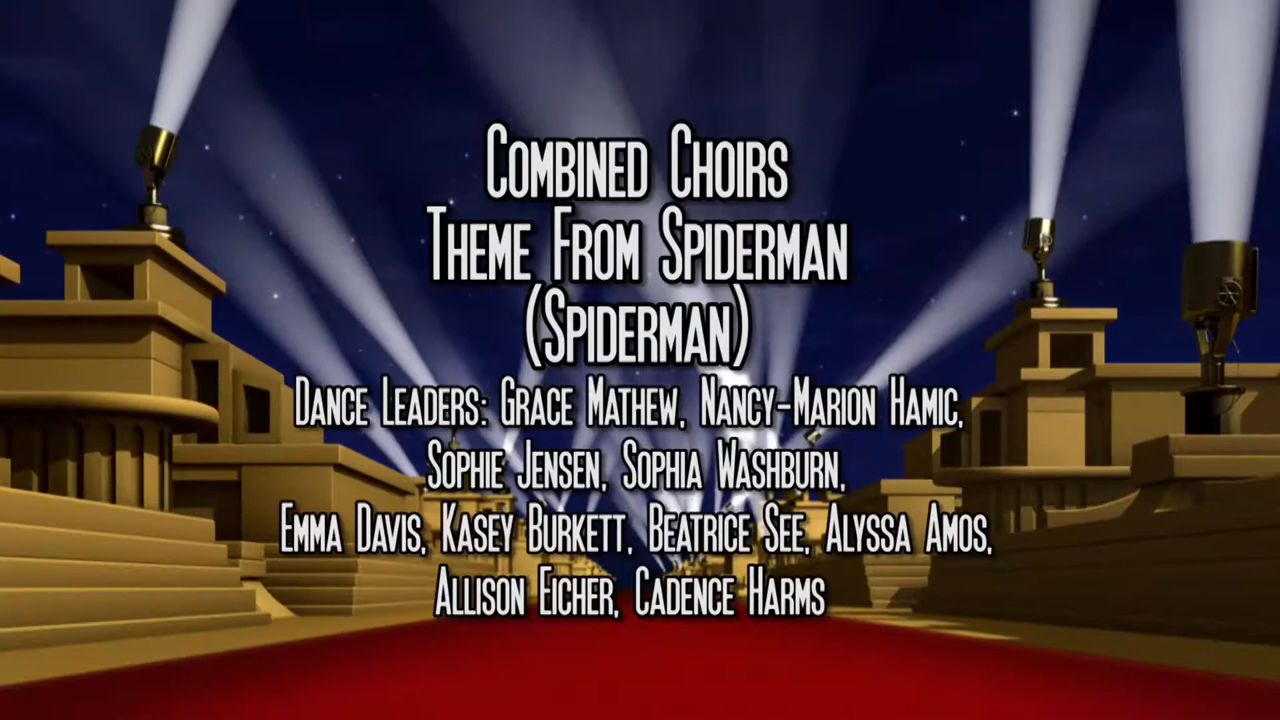 Combined Choirs
Theme From Spiderman
(Spiderman)
Dance Leaders: Grace Mathew, Nancy-Marion Hamic,
Sophie Jensen, Sophia Washburn,
Emma Davis, Kasey Burkett, Beatrice See, Alyssa Amos,
Allison Eicher, Cadence Harms